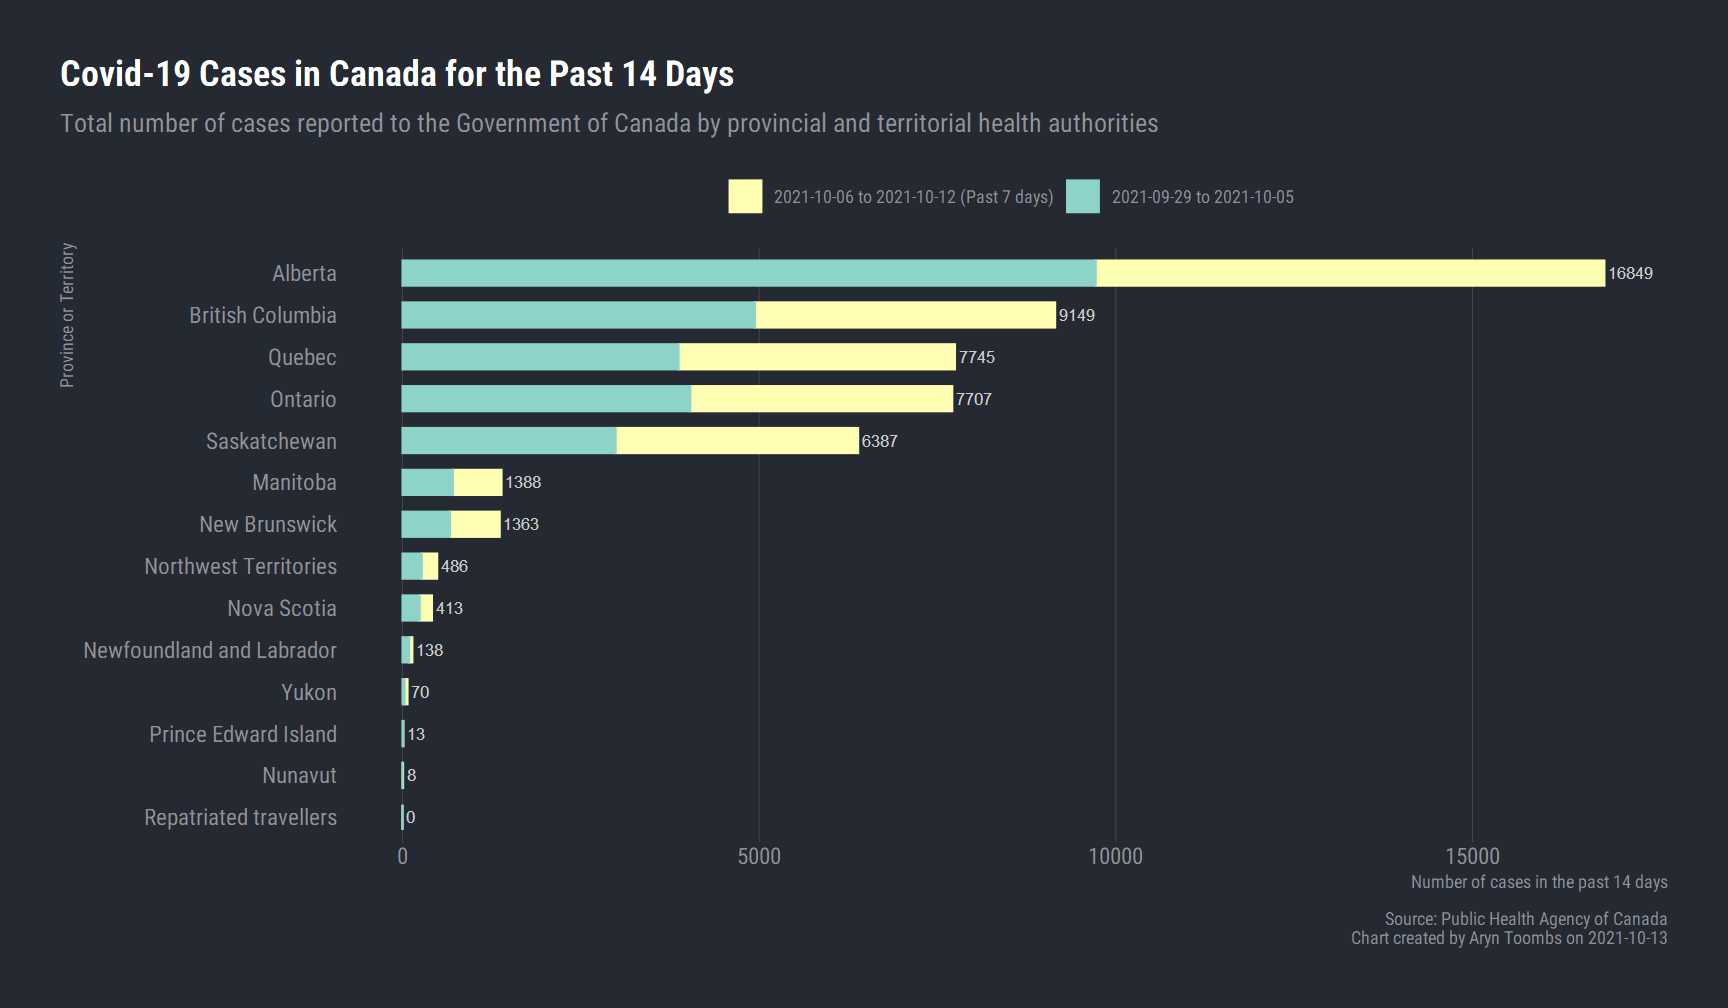 Covid-19 Cases in Canada for the Past 14 Days
Total number of cases reported to the Government of Canada by provincial and territorial health authorities
2021-10-06 to 2021-10-12 (Past 7 days)
2021-09-29 to 2021-10-05
Province or Territory
Alberta 16849
British Columbia 9149
Quebec 7745
Ontario 7707
Saskatchewan 6387
Manitoba 1388
New Brunswick 1363
Northwest Territories 486
Nova Scotia 413
Newfoundland and Labrador 138
Yukon 70
Prince Edward Island 13
Nunavut 8
Repatriated travellers 0
0 5000 10000 15000
Number of cases in the past 14 days
Source: Public Health Agency of Canada
Chart created by Aryn Toombs on 2021-10-13